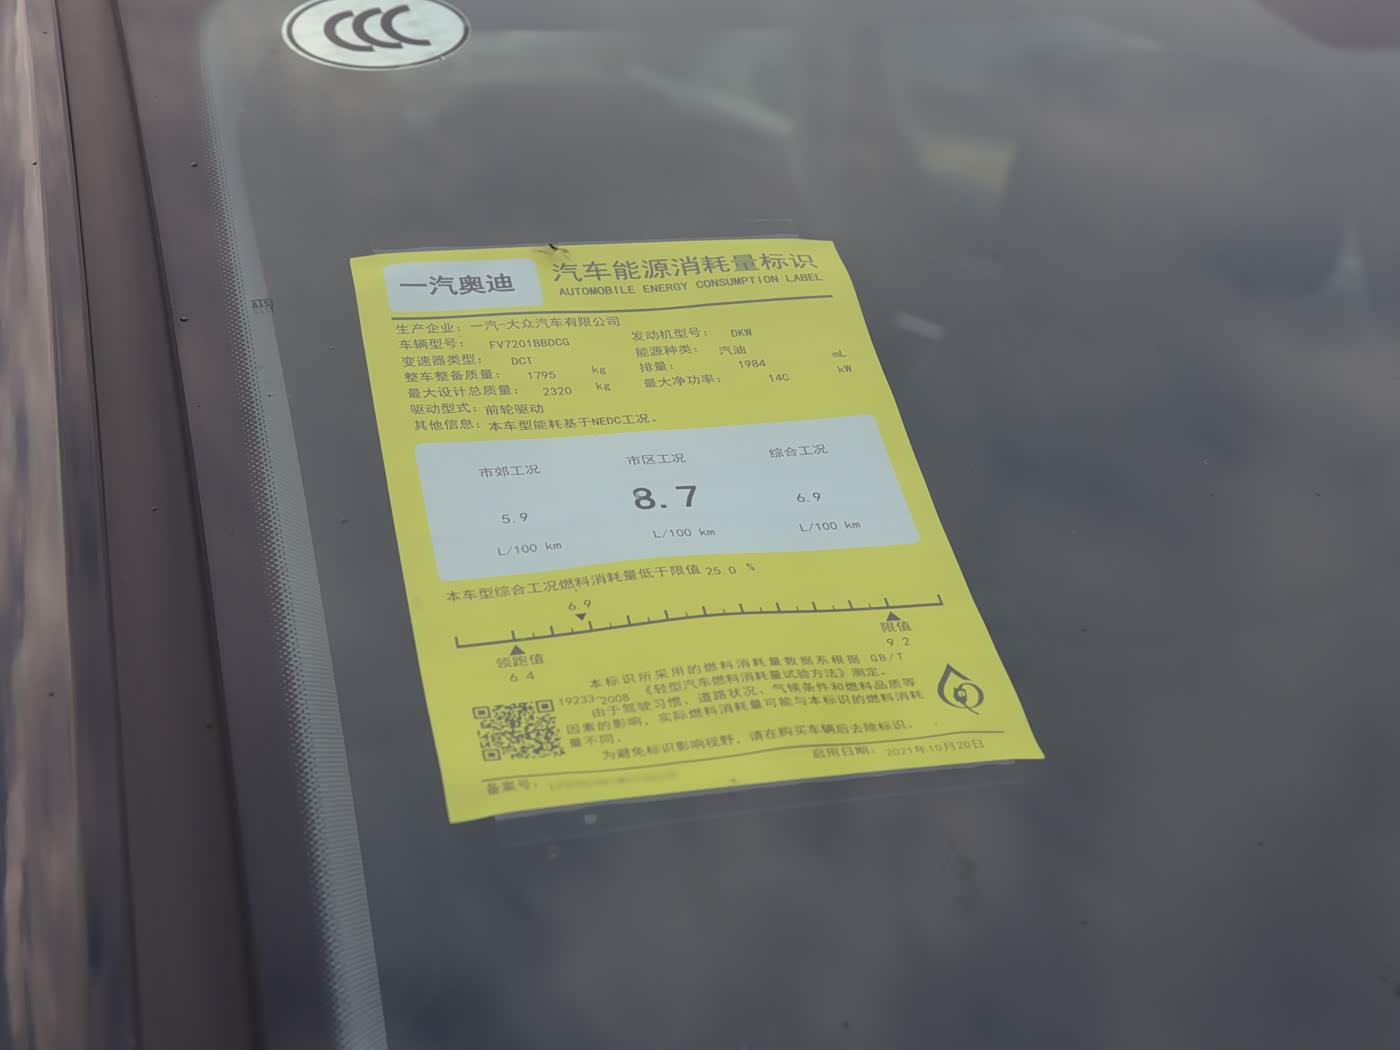 CCC
AIS
一汽奥迪
汽车能源消耗量标识
AUTOMOBILE ENERGY CONSUMPTION LABEL
生产企业：一汽-大众汽车有限公司
车辆型号： FV7201BBDCG 发动机型号： DKW
变速器类型： DCT 能源种类： 汽油
整车整备质量： 1795 kg 排量： 1984 mL
最大设计总质量： 2320 kg 最大净功率： 14C kW
驱动型式：前轮驱动
其他信息：本车型能耗基于NEDC工况。
市郊工况 市区工况 综合工况
5.9 8.7 6.9
L/100 km L/100 km L/100 km
本车型综合工况燃料消耗量低于限值 25.0 %
6.9
领跑值 限值
6.4 9.2
本标识所采用的燃料消耗量数据系根据 GB/T
19233-2008 《轻型汽车燃料消耗量试验方法》测定。
由于驾驶习惯、道路状况、气候条件和燃料品质等
因素的影响，实际燃料消耗量可能与本标识的燃料消耗
量不同。
为避免标识影响视野，请在购买车辆后去除标识。
备案号： 启用日期： 2021年10月20日